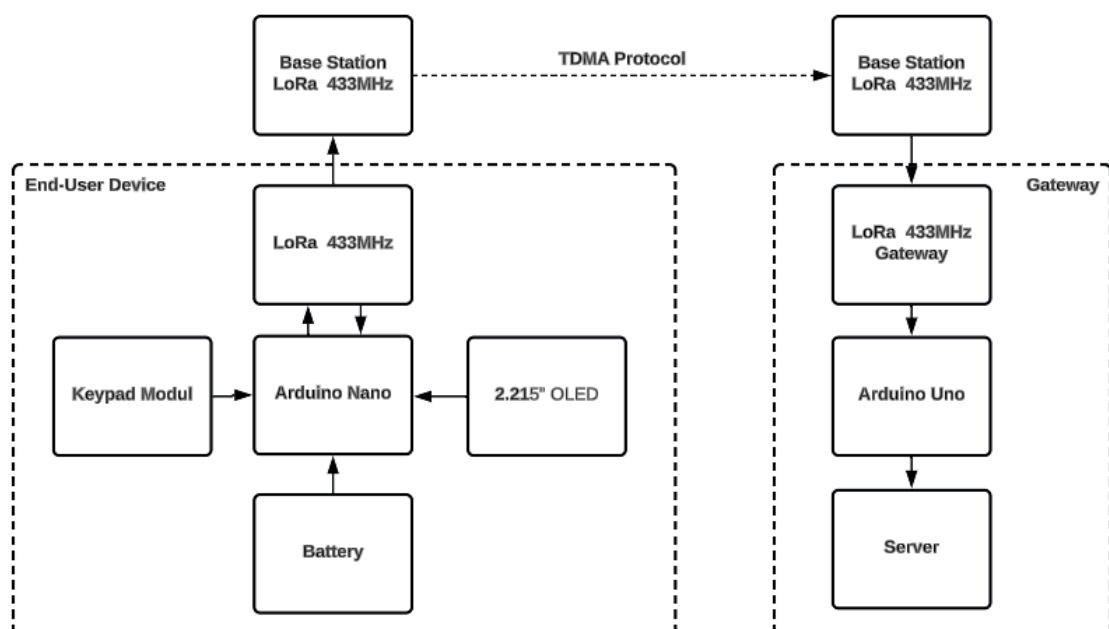 Base Station
LoRa 433MHz
TDMA Protocol
Base Station
LoRa 433MHz
End-User Device
Gateway
LoRa 433MHz
LoRa 433MHz
Gateway
Keypad Modul
Arduino Nano
2.215" OLED
Arduino Uno
Battery
Server